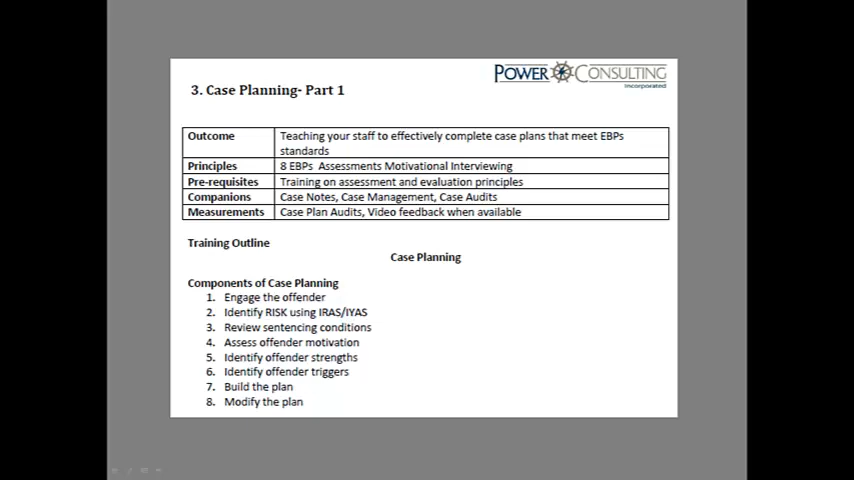 POWER CONSULTING
Incorporated
3. Case Planning- Part 1
Outcome Teaching your staff to effectively complete case plans that meet EBPs
standards
Principles 8 EBPs Assessments Motivational Interviewing
Pre-requisites Training on assessment and evaluation principles
Companions Case Notes, Case Management, Case Audits
Measurements Case Plan Audits, Video feedback when available
Training Outline
Case Planning
Components of Case Planning
1. Engage the offender
2. Identify RISK using IRAS/IYAS
3. Review sentencing conditions
4. Assess offender motivation
5. Identify offender strengths
6. Identify offender triggers
7. Build the plan
8. Modify the plan